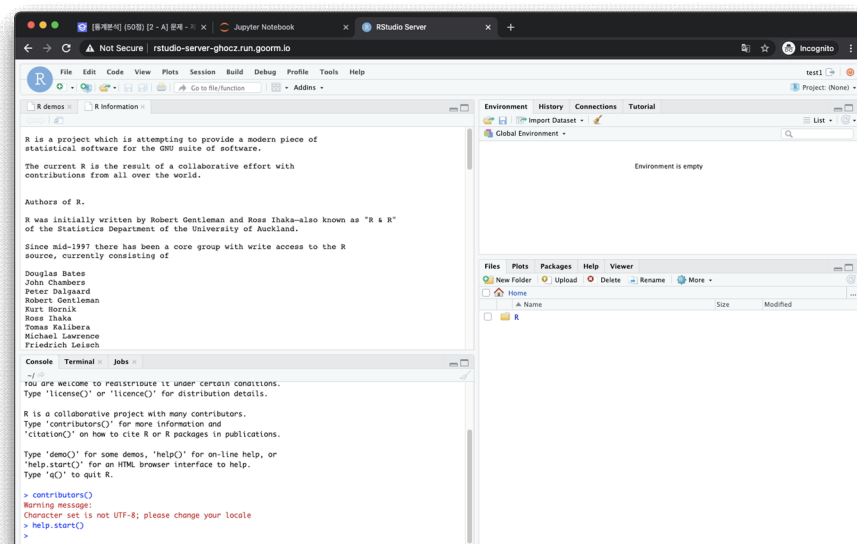 [통계분석] (50점) [2 - A] 문제 -
Jupyter Notebook
RStudio Server
Not Secure | rstudio-server-ghocz.run.goorm.io
Incognito
R
File Edit Code View Plots Session Build Debug Profile Tools Help
test1
Go to file/function
Addins
Project: (None)
R demos
R Information
R is a project which is attempting to provide a modern piece of
statistical software for the GNU suite of software.
The current R is the result of a collaborative effort with
contributions from all over the world.
Authors of R.
R was initially written by Robert Gentleman and Ross Ihaka—also known as "R & R"
of the Statistics Department of the University of Auckland.
Since mid-1997 there has been a core group with write access to the R
source, currently consisting of
Douglas Bates
John Chambers
Peter Dalgaard
Robert Gentleman
Kurt Hornik
Ross Ihaka
Tomas Kalibera
Michael Lawrence
Friedrich Leisch
Console Terminal Jobs
~/
You are welcome to redistribute it under certain conditions.
Type 'license()' or 'licence()' for distribution details.
R is a collaborative project with many contributors.
Type 'contributors()' for more information and
'citation()' on how to cite R or R packages in publications.
Type 'demo()' for some demos, 'help()' for on-line help, or
'help.start()' for an HTML browser interface to help.
Type 'q()' to quit R.
> contributors()
Warning message:
Character set is not UTF-8; please change your locale
> help.start()
>
Environment History Connections Tutorial
Import Dataset
List
Global Environment
Environment is empty
Files Plots Packages Help Viewer
New Folder Upload Delete Rename More
Home
...
Name Size Modified
R